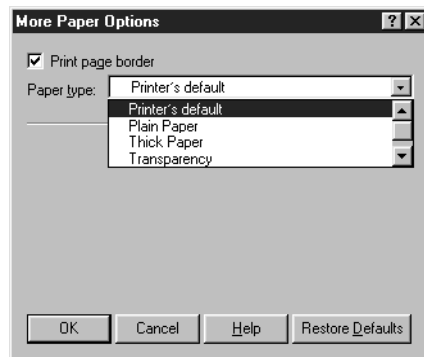 More Paper Options
Print page border
Paper type: Printer's default
Printer's default
Plain Paper
Thick Paper
Transparency
OK Cancel Help Restore Defaults